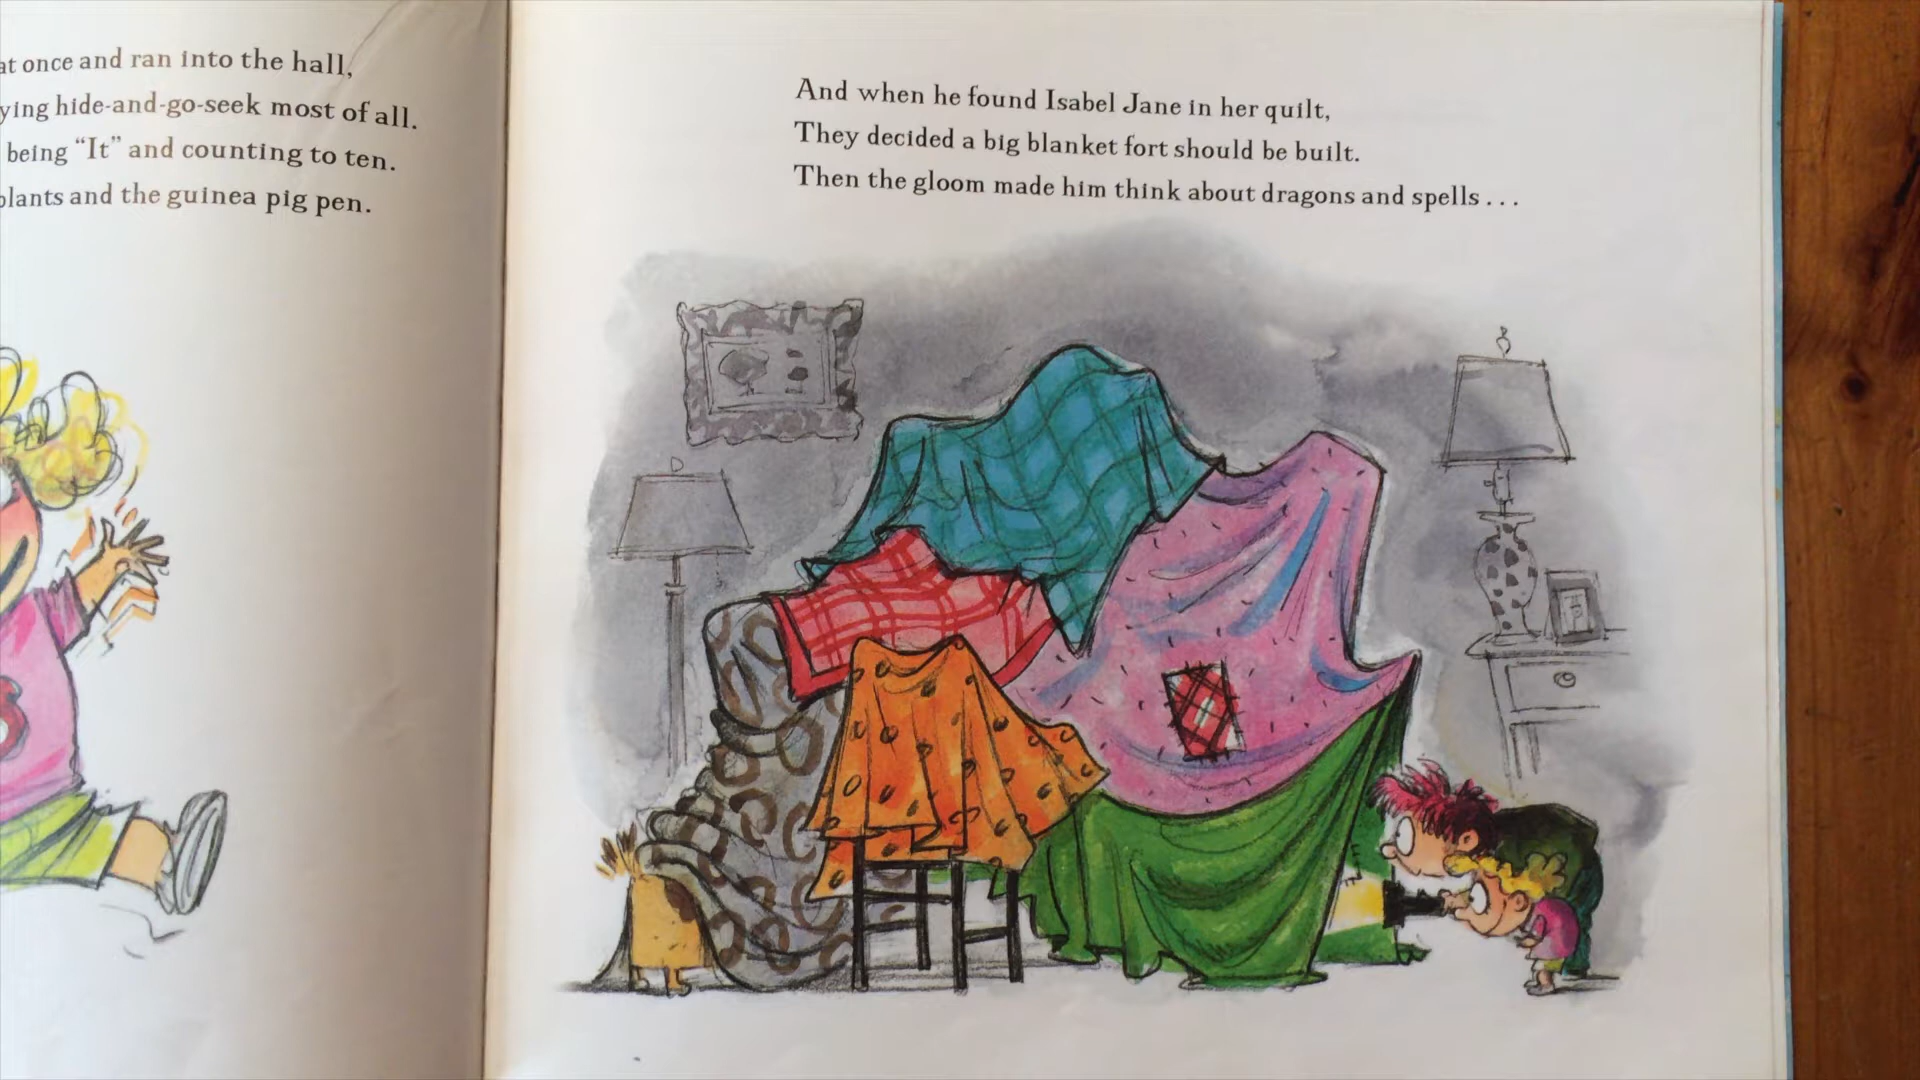 at once and ran into the hall,
ying hide-and-go-seek most of all.
being “It” and counting to ten.
plants and the guinea pig pen.
And when he found Isabel Jane in her quilt,
They decided a big blanket fort should be built.
Then the gloom made him think about dragons and spells . . .